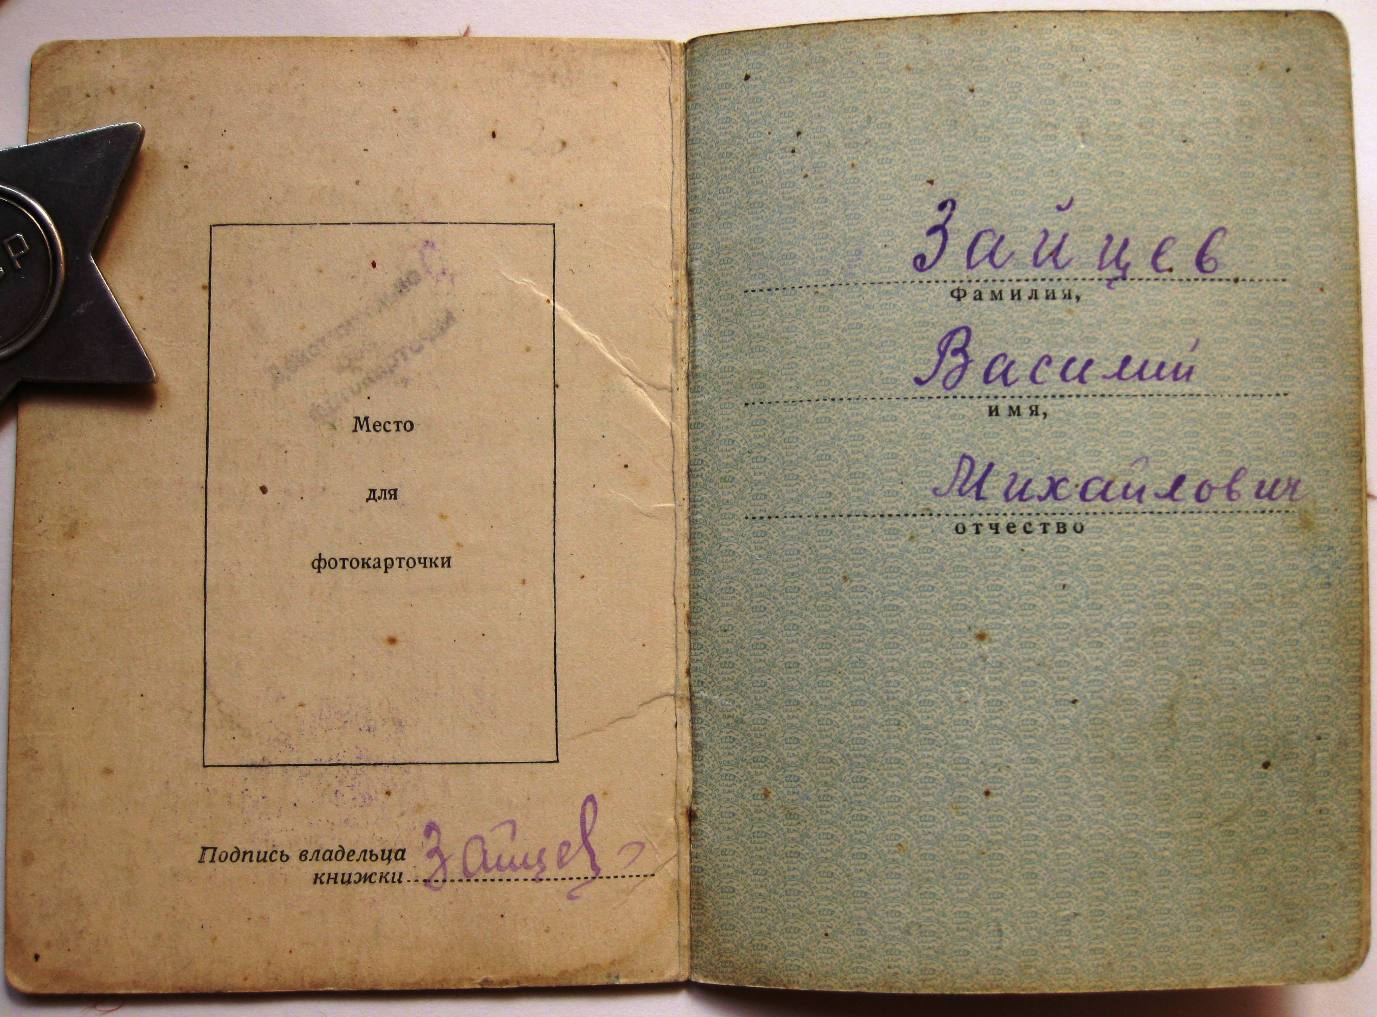 Место
для
фотокарточки
Подпись владельца
книжки Зайцев
Зайцев
Фамилия,
Василий
имя,
Михайлович
отчество